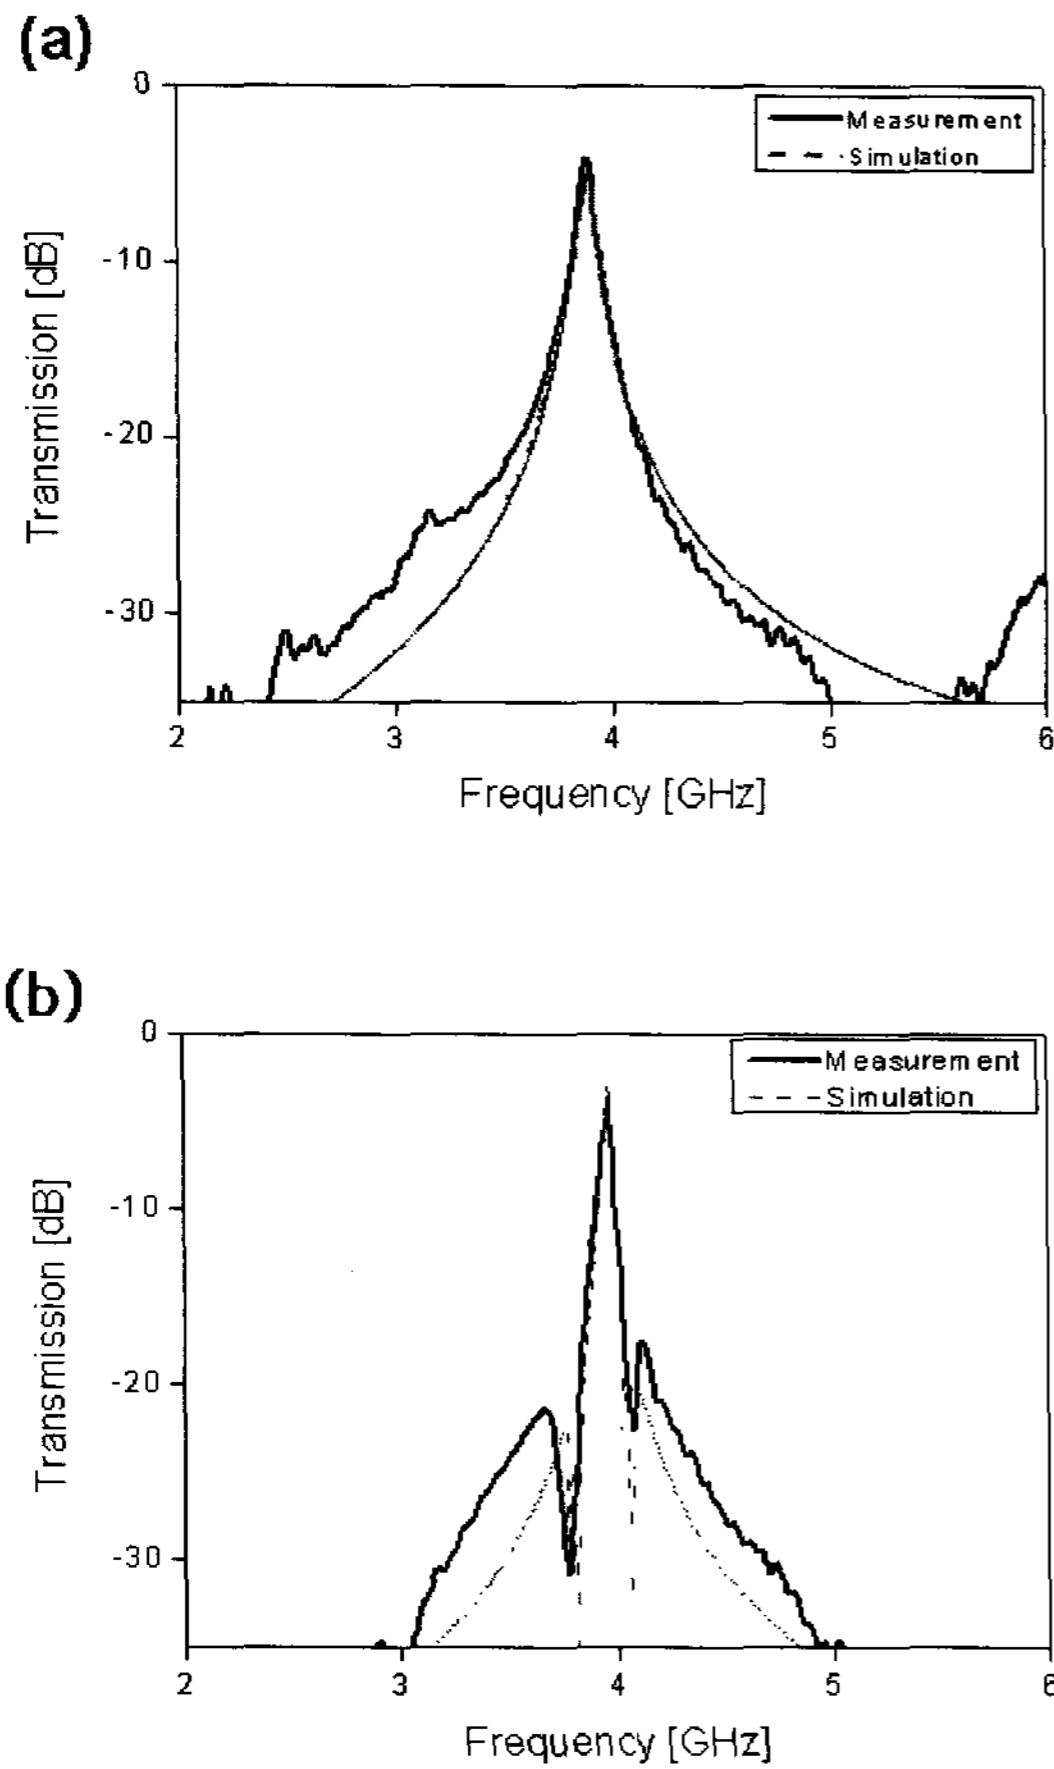 (a)
0
-10
-20
-30
Transmission [dB]
Measurement
Simulation
2 3 4 5 6
Frequency [GHz]
(b)
0
-10
-20
-30
Transmission [dB]
Measurement
Simulation
2 3 4 5 6
Frequency [GHz]